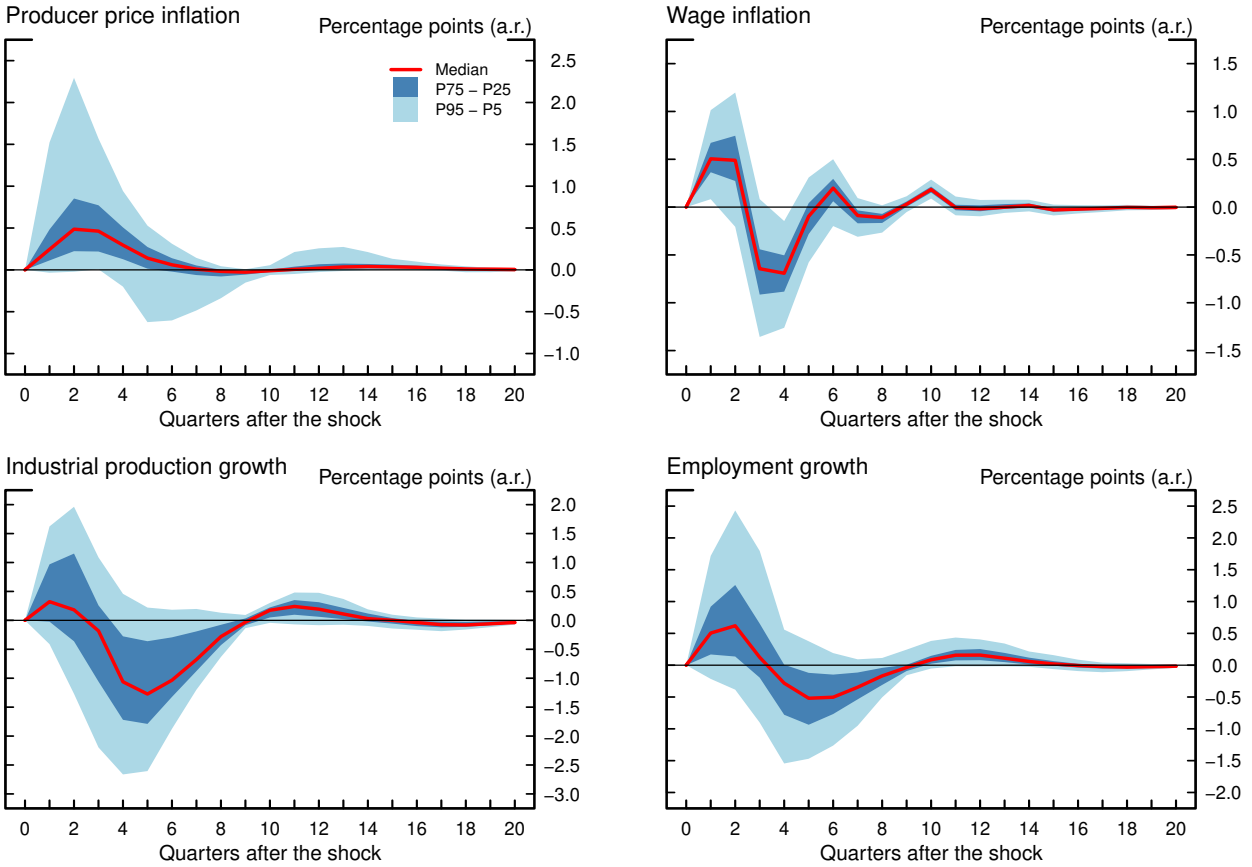 Producer price inflation
Percentage points (a.r.)
Median
P75 − P25
P95 − P5
2.5
2.0
1.5
1.0
0.5
0.0
−0.5
−1.0
0 2 4 6 8 10 12 14 16 18 20
Quarters after the shock
Wage inflation
Percentage points (a.r.)
1.5
1.0
0.5
0.0
−0.5
−1.0
−1.5
0 2 4 6 8 10 12 14 16 18 20
Quarters after the shock
Industrial production growth
Percentage points (a.r.)
2.0
1.5
1.0
0.5
0.0
−0.5
−1.0
−1.5
−2.0
−2.5
−3.0
0 2 4 6 8 10 12 14 16 18 20
Quarters after the shock
Employment growth
Percentage points (a.r.)
2.5
2.0
1.5
1.0
0.5
0.0
−0.5
−1.0
−1.5
−2.0
0 2 4 6 8 10 12 14 16 18 20
Quarters after the shock